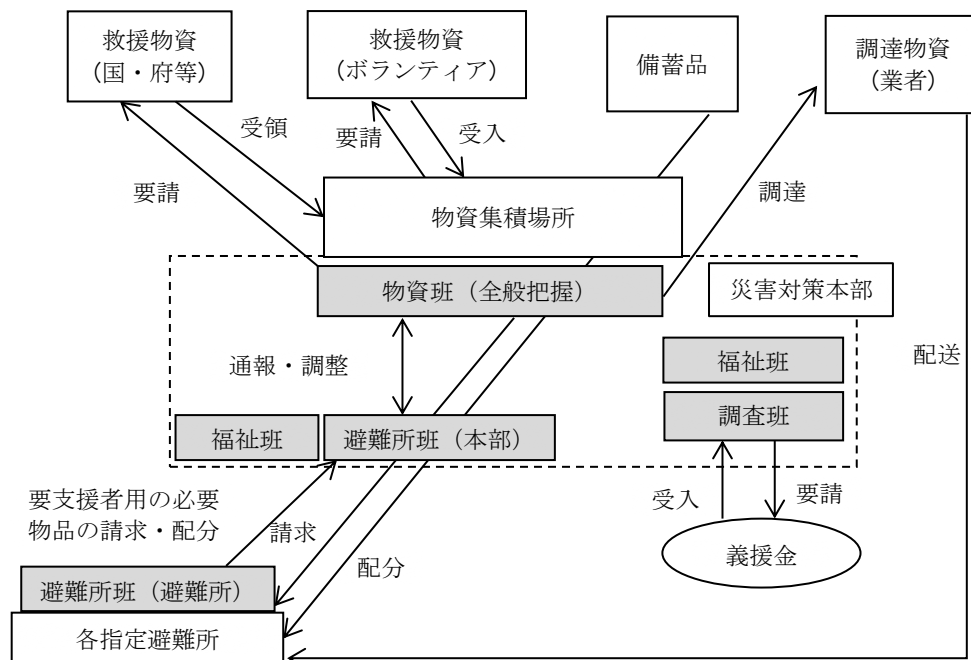 救援物資
（国・府等）
救援物資
（ボランティア）
備蓄品
調達物資
（業者）
受領
要請
受入
要請
調達
物資集積場所
物資班（全般把握）
災害対策本部
通報・調整
福祉班
配送
調査班
福祉班
避難所班（本部）
要支援者用の必要
物品の請求・配分
請求
配分
受入
要請
義援金
避難所班（避難所）
各指定避難所